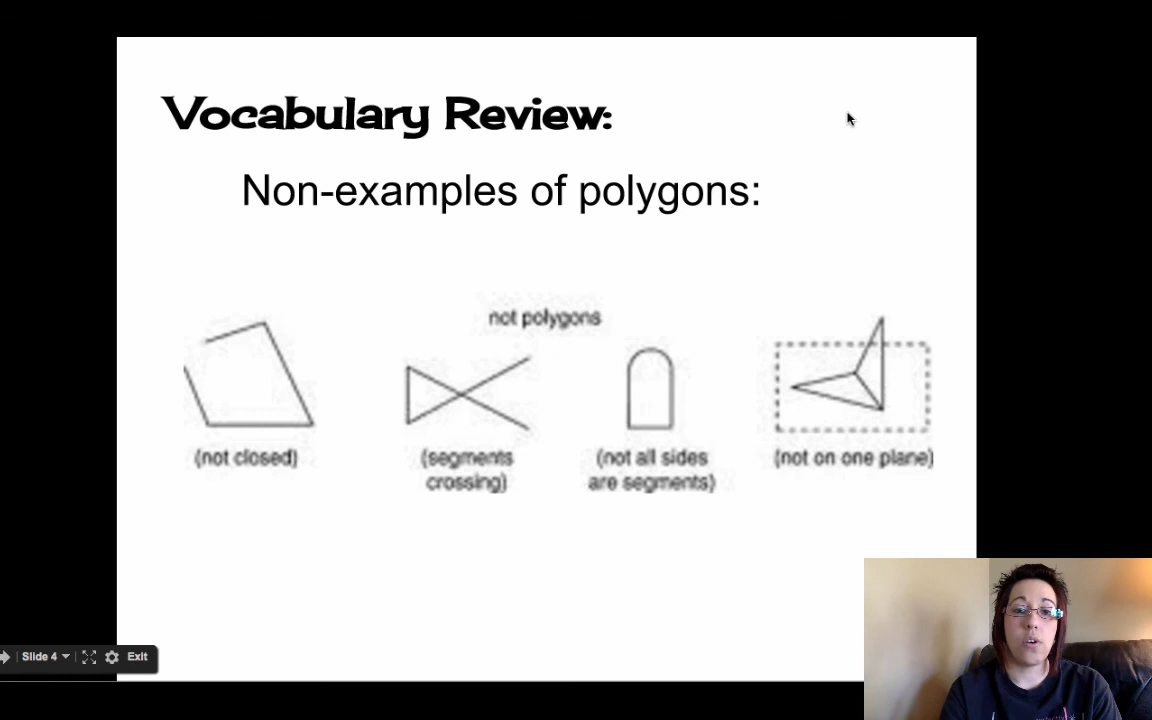 Vocabulary Review:
Non-examples of polygons:
not polygons
(not closed)
(segments
crossing)
(not all sides
are segments)
(not on one plane)
Slide 4
Exit